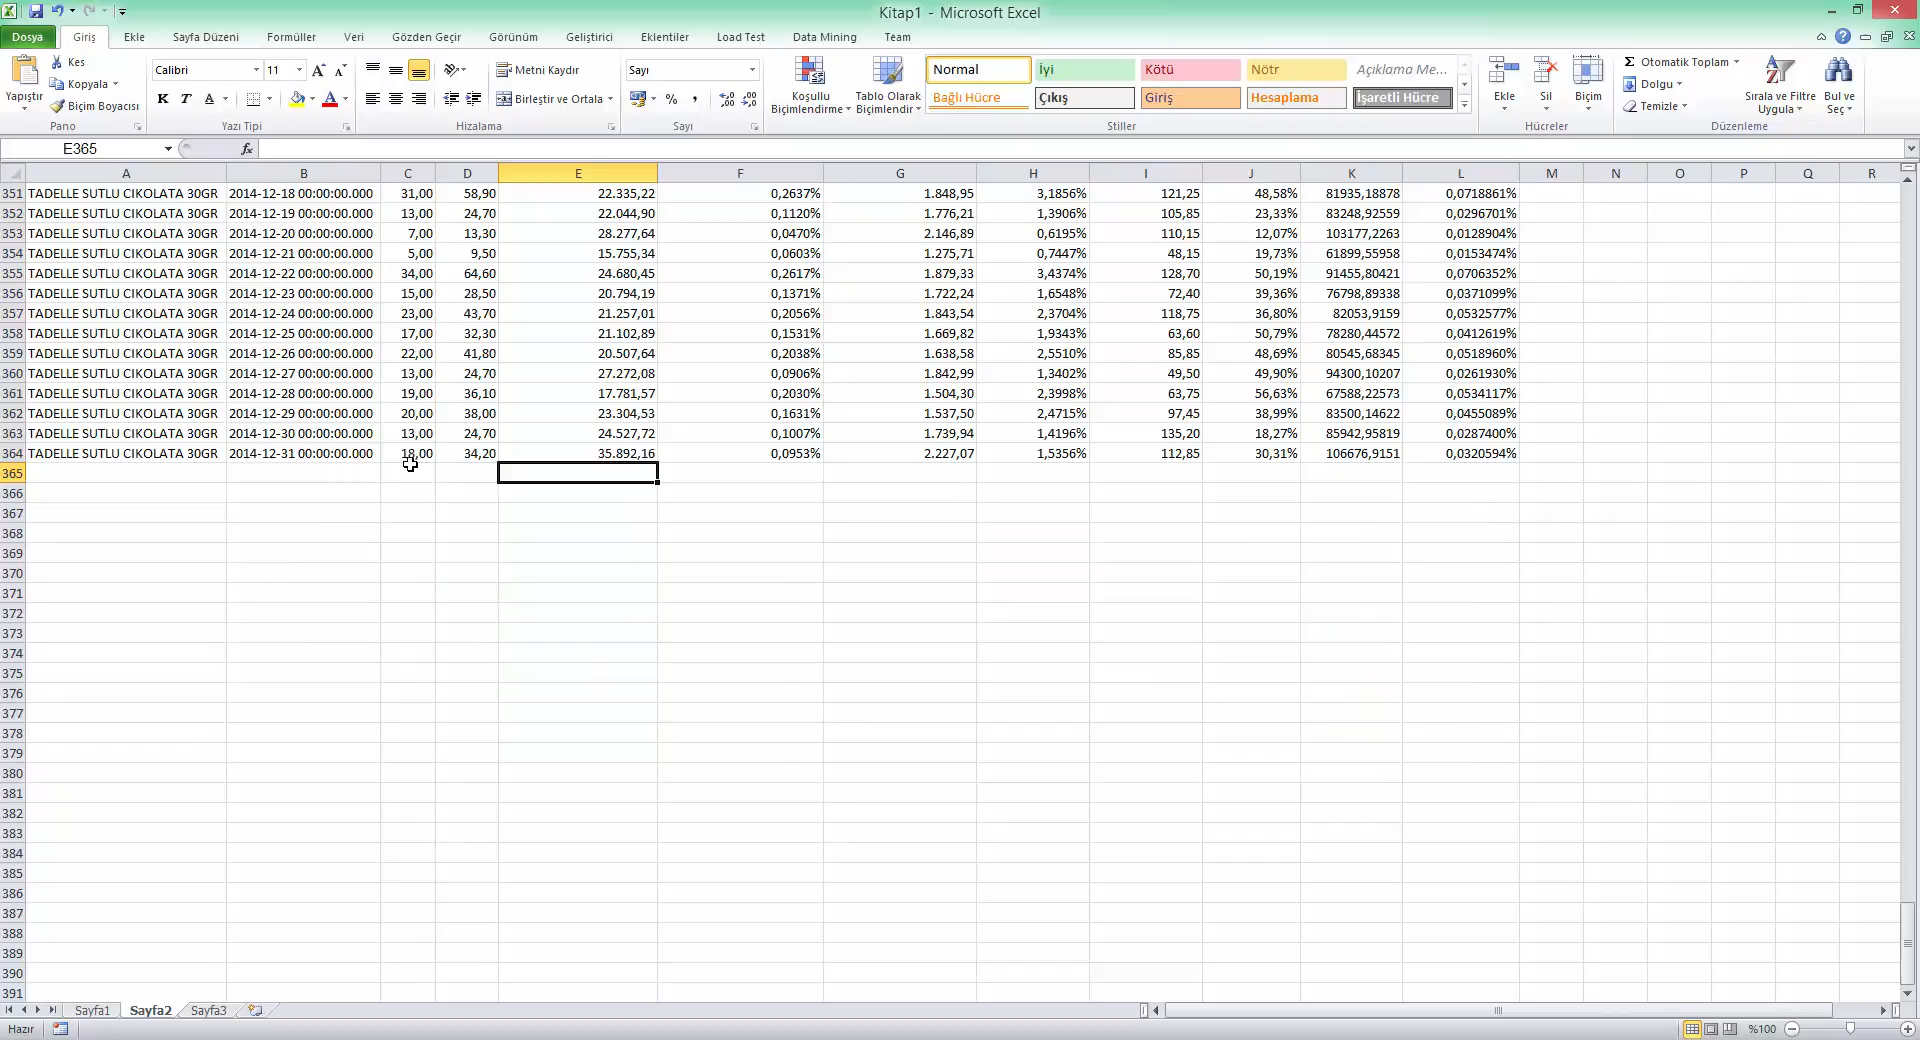 Kitap1 - Microsoft Excel
Dosya Giriş Ekle Sayfa Düzeni Formüller Veri Gözden Geçir Görünüm Geliştirici Eklentiler Load Test Data Mining Team
Yapıştır
Kes
Kopyala
Biçim Boyacısı
Pano
Calibri 11
K T A
Yazı Tipi
Metni Kaydır
Birleştir ve Ortala
Hizalama
Sayı
%
Sayı
Koşullu Biçimlendirme
Tablo Olarak Biçimlendir
Normal İyi Kötü Nötr Açıklama Me...
Bağlı Hücre Çıkış Giriş Hesaplama İşaretli Hücre
Stiller
Ekle Sil Biçim
Hücreler
Σ Otomatik Toplam
Dolgu
Temizle
Sırala ve Filtre Uygula
Bul ve Seç
Düzenleme
E365 fx
A B C D E F G H I J K L M N O P Q R
351 TADELLE SUTLU CIKOLATA 30GR 2014-12-18 00:00:00.000 31,00 58,90 22.335,22 0,2637% 1.848,95 3,1856% 121,25 48,58% 81935,18878 0,0718861%
352 TADELLE SUTLU CIKOLATA 30GR 2014-12-19 00:00:00.000 13,00 24,70 22.044,90 0,1120% 1.776,21 1,3906% 105,85 23,33% 83248,92559 0,0296701%
353 TADELLE SUTLU CIKOLATA 30GR 2014-12-20 00:00:00.000 7,00 13,30 28.277,64 0,0470% 2.146,89 0,6195% 110,15 12,07% 103177,2263 0,0128904%
354 TADELLE SUTLU CIKOLATA 30GR 2014-12-21 00:00:00.000 5,00 9,50 15.755,34 0,0603% 1.275,71 0,7447% 48,15 19,73% 61899,55958 0,0153474%
355 TADELLE SUTLU CIKOLATA 30GR 2014-12-22 00:00:00.000 34,00 64,60 24.680,45 0,2617% 1.879,33 3,4374% 128,70 50,19% 91455,80421 0,0706352%
356 TADELLE SUTLU CIKOLATA 30GR 2014-12-23 00:00:00.000 15,00 28,50 20.794,19 0,1371% 1.722,24 1,6548% 72,40 39,36% 76798,89338 0,0371099%
357 TADELLE SUTLU CIKOLATA 30GR 2014-12-24 00:00:00.000 23,00 43,70 21.257,01 0,2056% 1.843,54 2,3704% 118,75 36,80% 82053,9159 0,0532577%
358 TADELLE SUTLU CIKOLATA 30GR 2014-12-25 00:00:00.000 17,00 32,30 21.102,89 0,1531% 1.669,82 1,9343% 63,60 50,79% 78280,44572 0,0412619%
359 TADELLE SUTLU CIKOLATA 30GR 2014-12-26 00:00:00.000 22,00 41,80 20.507,64 0,2038% 1.638,58 2,5510% 85,85 48,69% 80545,68345 0,0518960%
360 TADELLE SUTLU CIKOLATA 30GR 2014-12-27 00:00:00.000 13,00 24,70 27.272,08 0,0906% 1.842,99 1,3402% 49,50 49,90% 94300,10207 0,0261930%
361 TADELLE SUTLU CIKOLATA 30GR 2014-12-28 00:00:00.000 19,00 36,10 17.781,57 0,2030% 1.504,30 2,3998% 63,75 56,63% 67588,22573 0,0534117%
362 TADELLE SUTLU CIKOLATA 30GR 2014-12-29 00:00:00.000 20,00 38,00 23.304,53 0,1631% 1.537,50 2,4715% 97,45 38,99% 83500,14622 0,0455089%
363 TADELLE SUTLU CIKOLATA 30GR 2014-12-30 00:00:00.000 13,00 24,70 24.527,72 0,1007% 1.739,94 1,4196% 135,20 18,27% 85942,95819 0,0287400%
364 TADELLE SUTLU CIKOLATA 30GR 2014-12-31 00:00:00.000 18,00 34,20 35.892,16 0,0953% 2.227,07 1,5356% 112,85 30,31% 106676,9151 0,0320594%
365
366
367
368
369
370
371
372
373
374
375
376
377
378
379
380
381
382
383
384
385
386
387
388
389
390
391
Sayfa1 Sayfa2 Sayfa3
Hazır %100